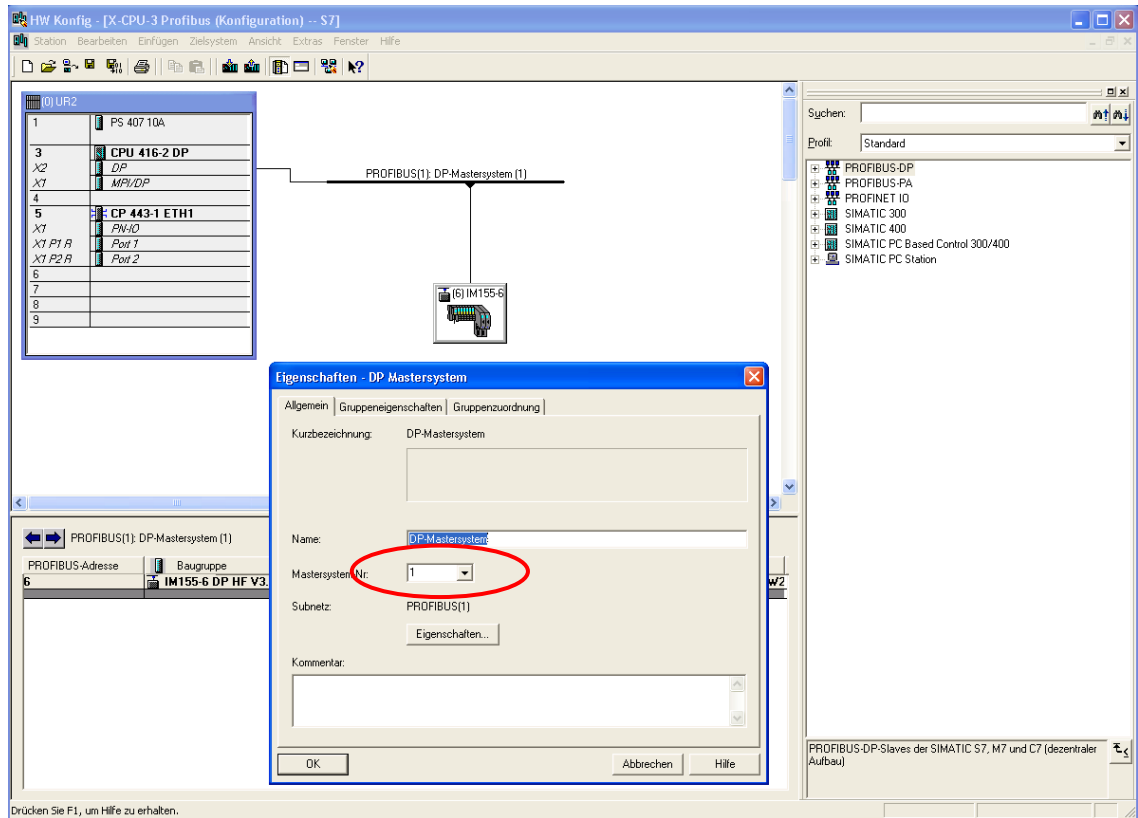 HW Konfig - [X-CPU-3 Profibus (Konfiguration) -- S7]
Station Bearbeiten Einfügen Zielsystem Ansicht Extras Fenster Hilfe
(0) UR2
1 PS 407 10A
3 CPU 416-2 DP
X2 DP
X1 MPI/DP
4
5 CP 443-1 ETH1
X1 PN-IO
X1 P1 R Port 1
X1 P2 R Port 2
6
7
8
9
PROFIBUS(1): DP-Mastersystem (1)
(6) IM155-6
Suchen:
Profil: Standard
PROFIBUS-DP
PROFIBUS-PA
PROFINET IO
SIMATIC 300
SIMATIC 400
SIMATIC PC Based Control 300/400
SIMATIC PC Station
Eigenschaften - DP Mastersystem
Allgemein Gruppeneigenschaften Gruppenzuordnung
Kurzbezeichnung: DP-Mastersystem
Name: DP-Mastersystem
Mastersystem-Nr: 1
Subnetz: PROFIBUS(1)
Eigenschaften...
Kommentar:
OK Abbrechen Hilfe
PROFIBUS(1): DP-Mastersystem (1)
PROFIBUS-Adresse Baugruppe
6 IM155-6 DP HF V3.
PROFIBUS-DP-Slaves der SIMATIC S7, M7 und C7 (dezentraler
Aufbau)
Drücken Sie F1, um Hilfe zu erhalten.